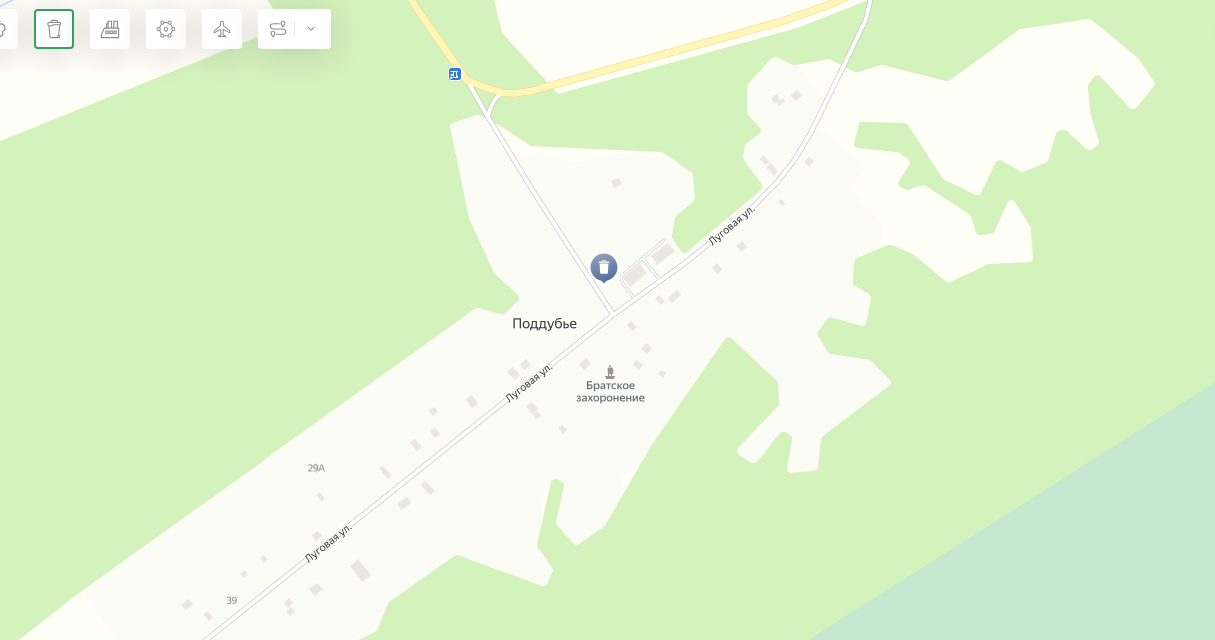 Луговая ул.
Поддубье
Луговая ул.
Братское
захоронение
29А
Луговая ул.
39